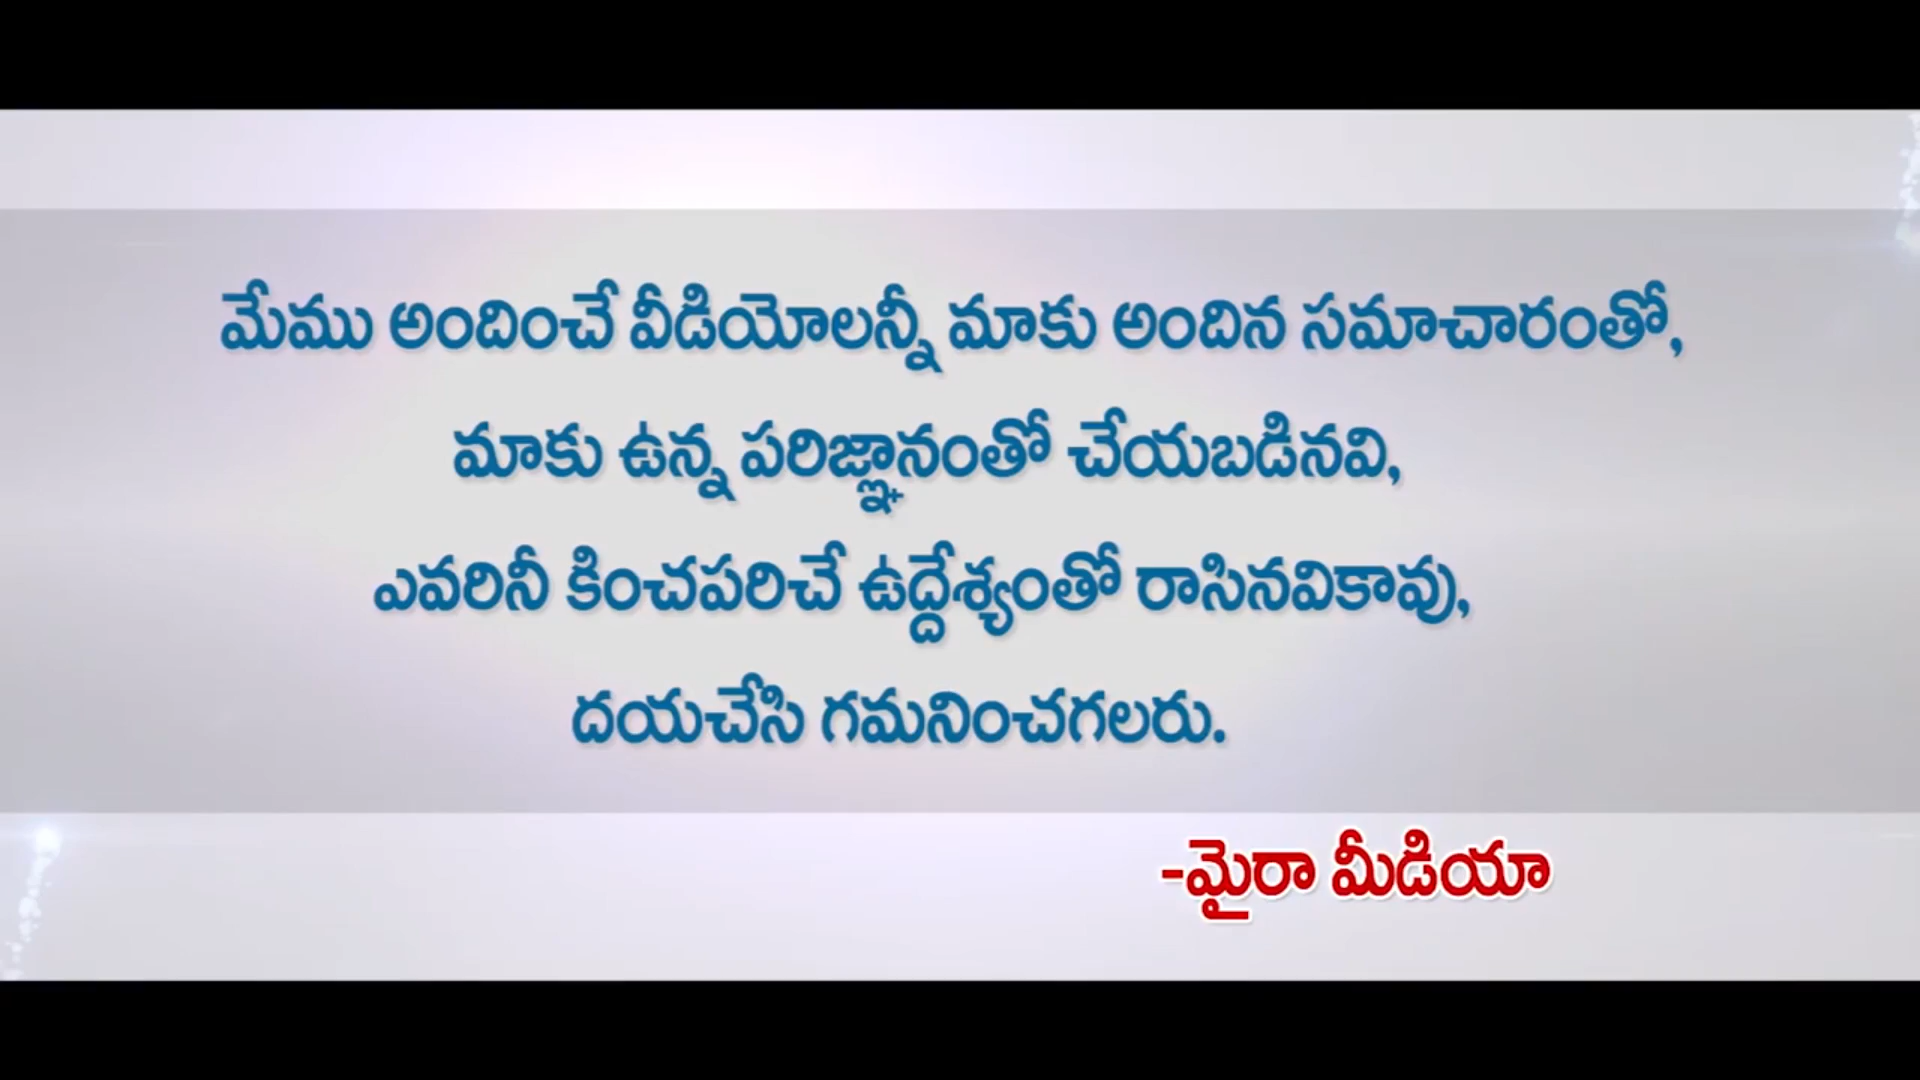 మేము అందించే వీడియోలన్నీ మాకు అందిన సమాచారంతో,
మాకు ఉన్న పరిజ్ఞానంతో చేయబడినవి,
ఎవరినీ కించపరిచే ఉద్దేశ్యంతో రాసినవికావు,
దయచేసి గమనించగలరు.
-మైరా మీడియా